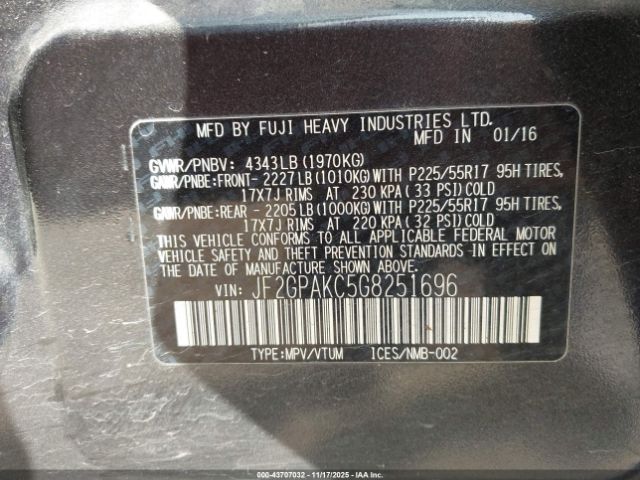 MFD BY FUJI HEAVY INDUSTRIES LTD.
MFD IN 01/16
GVWR/PNBV: 4343LB (1970KG)
GAWR/PNBE: FRONT- 2227LB (1010KG) WITH P225/55R17 95H TIRES,
17X7J RIMS AT 230 KPA (33 PSI) COLD
GAWR/PNBE: REAR - 2205LB (1000KG) WITH P225/55R17 95H TIRES,
17X7J RIMS AT 220 KPA (32 PSI) COLD
THIS VEHICLE CONFORMS TO ALL APPLICABLE FEDERAL MOTOR
VEHICLE SAFETY AND THEFT PREVENTION STANDARDS IN
EFFECT ON THE DATE OF MANUFACTURE SHOWN ABOVE.
VIN: JF2GPAKC5G8251696
TYPE:MPV/VTUM ICES/NMB-002
000-43707032 - 11/17/2025 - IAA Inc.